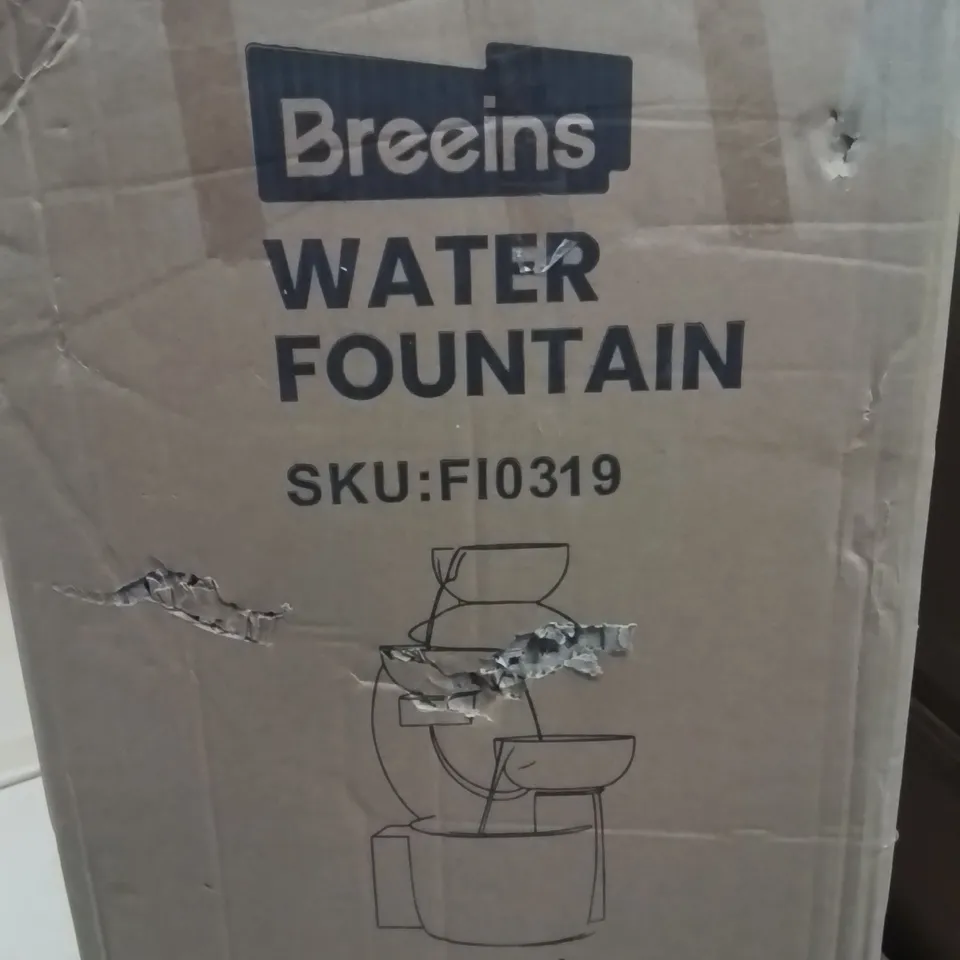 Breeins
WATER
FOUNTAIN
SKU:FI0319